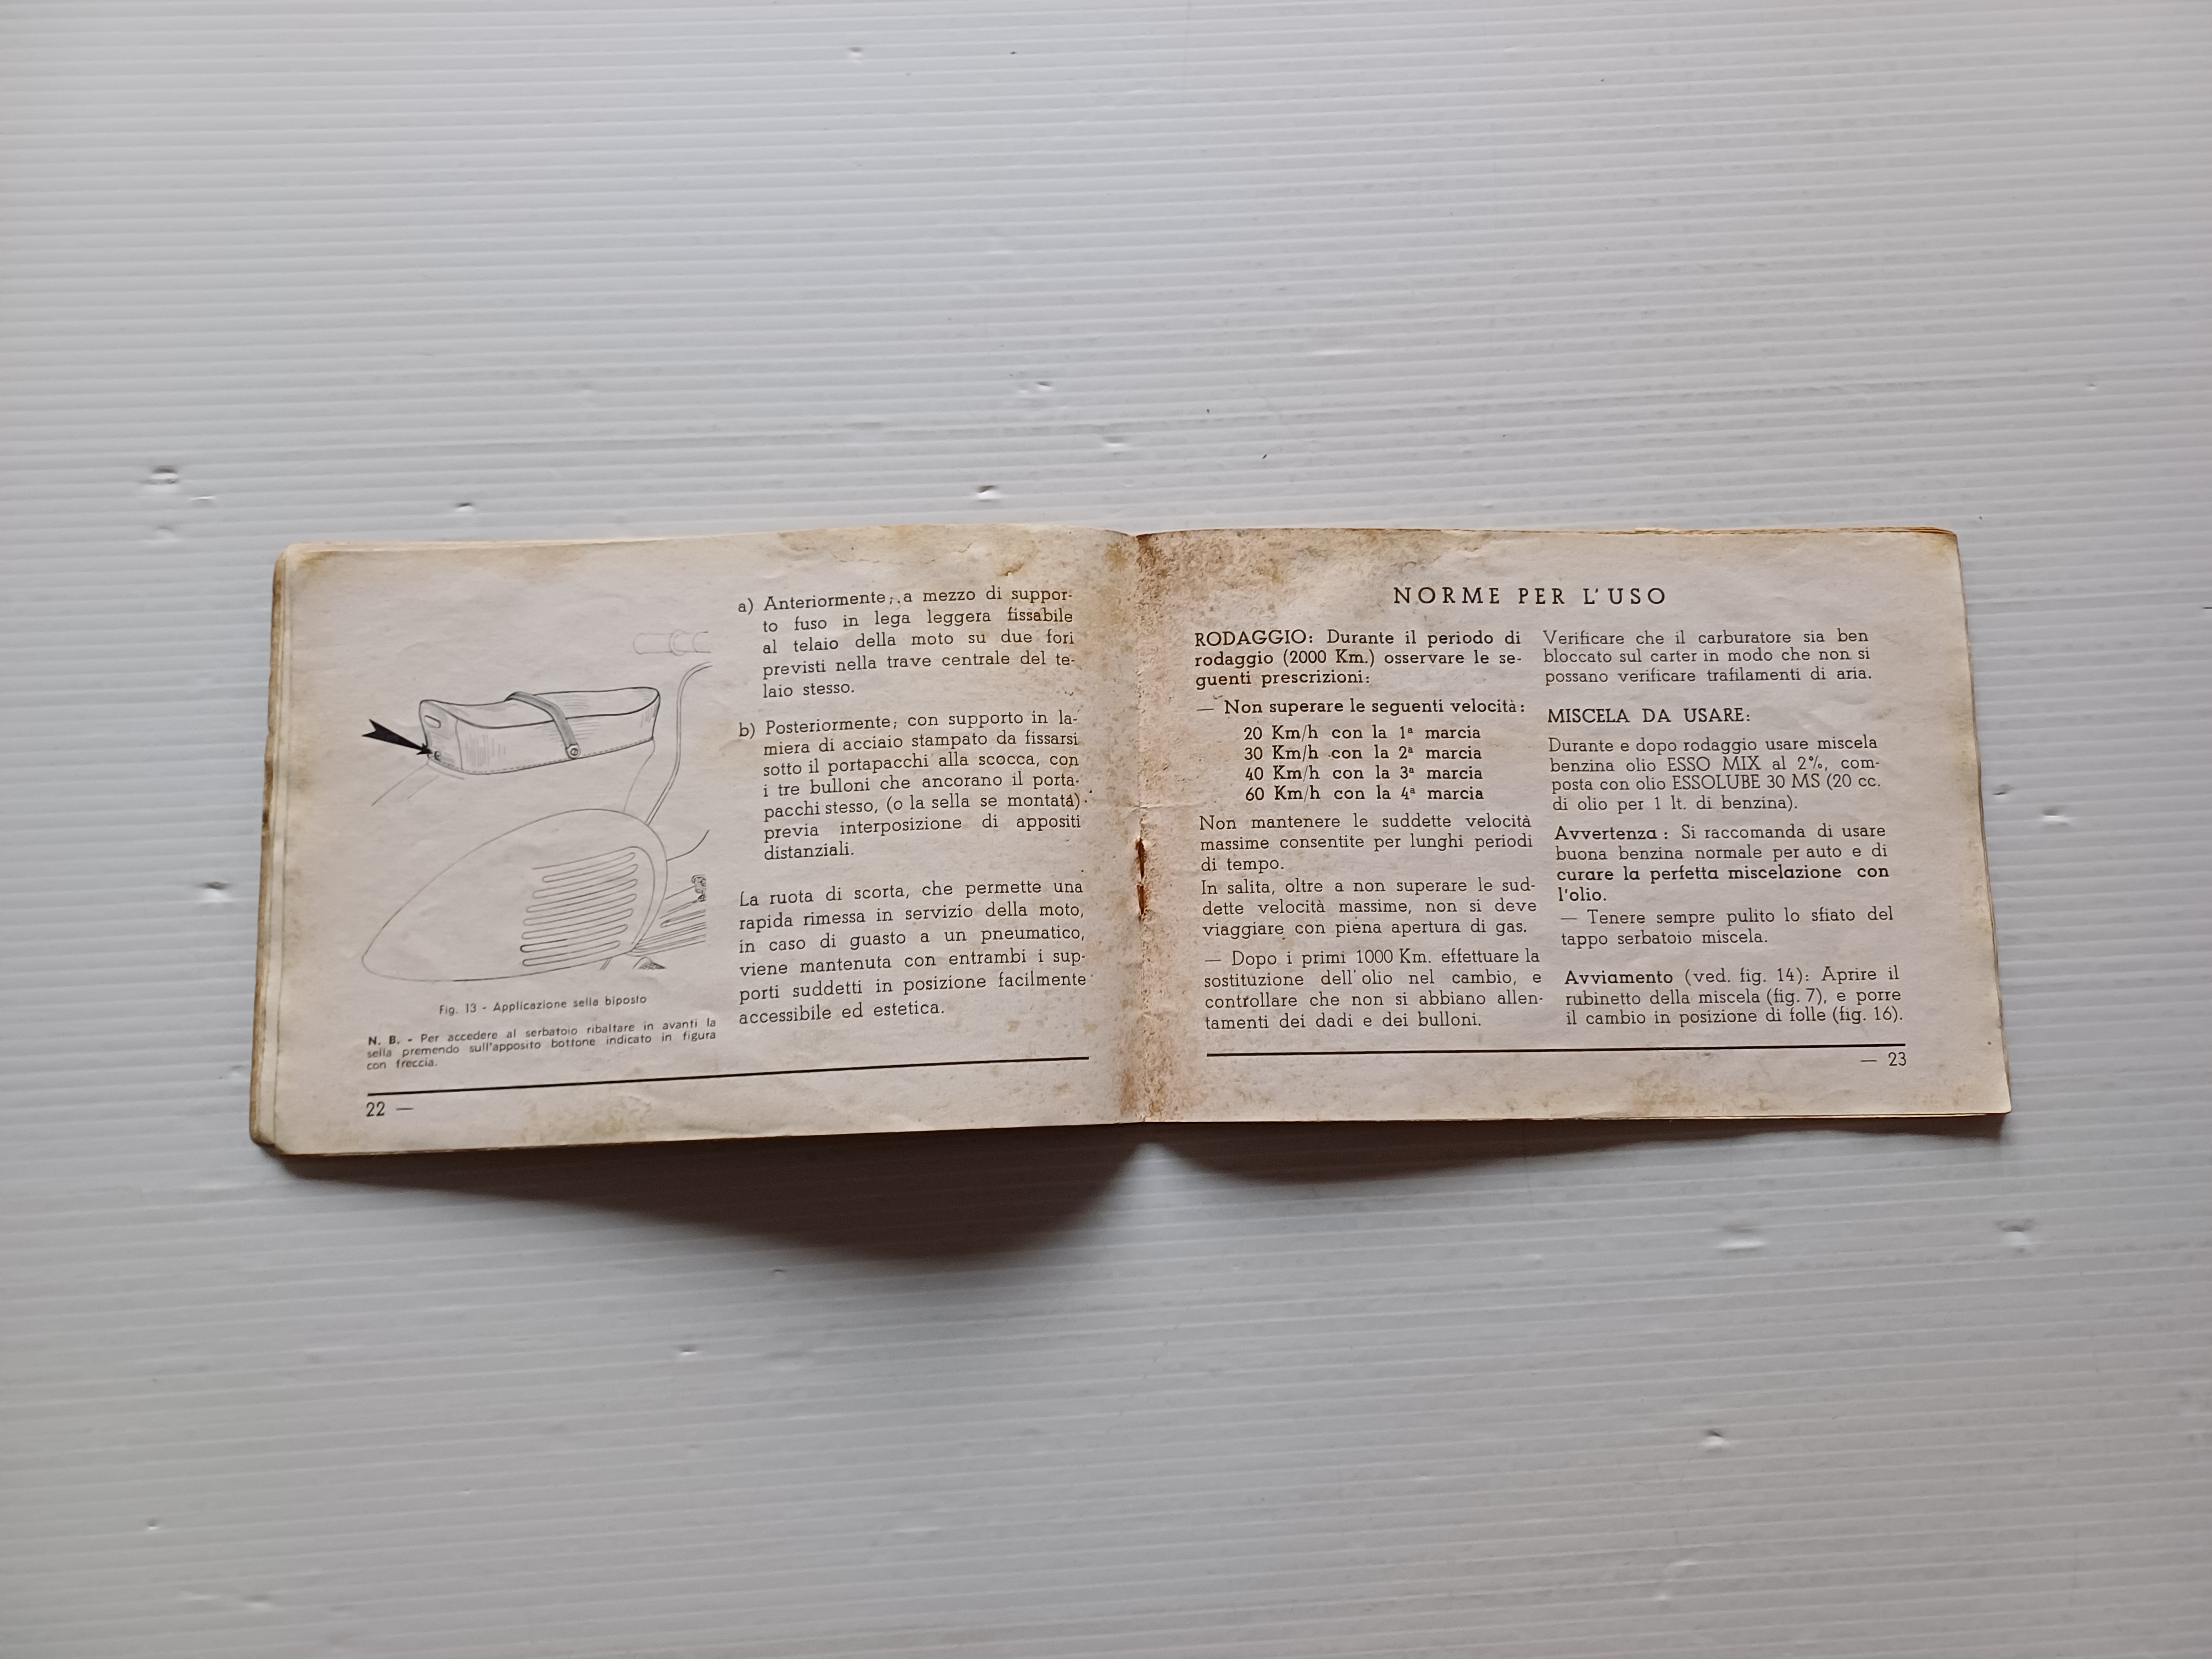 Fig. 13 - Applicazione sella biposto
N. B. - Per accedere al serbatoio ribaltare in avanti la
sella premendo sull'apposito bottone indicato in figura
con freccia.
22 —
a) Anteriormente, a mezzo di suppor-
to fuso in lega leggera fissabile
al telaio della moto su due fori
previsti nella trave centrale del te-
laio stesso.
b) Posteriormente, con supporto in la-
miera di acciaio stampato da fissarsi
sotto il portapacchi alla scocca, con
i tre bulloni che ancorano il porta-
pacchi stesso, (o la sella se montata)
previa interposizione di appositi
distanziali.
La ruota di scorta, che permette una
rapida rimessa in servizio della moto,
in caso di guasto a un pneumatico,
viene mantenuta con entrambi i sup-
porti suddetti in posizione facilmente
accessibile ed estetica.
NORME PER L'USO
RODAGGIO: Durante il periodo di
rodaggio (2000 Km.) osservare le se-
guenti prescrizioni:
— Non superare le seguenti velocità:
20 Km/h con la 1ª marcia
30 Km/h con la 2ª marcia
40 Km/h con la 3ª marcia
60 Km/h con la 4ª marcia
Non mantenere le suddette velocità
massime consentite per lunghi periodi
di tempo.
In salita, oltre a non superare le sud-
dette velocità massime, non si deve
viaggiare con piena apertura di gas.
— Dopo i primi 1000 Km. effettuare la
sostituzione dell'olio nel cambio, e
controllare che non si abbiano allen-
tamenti dei dadi e dei bulloni.
Verificare che il carburatore sia ben
bloccato sul carter in modo che non si
possano verificare trafilamenti di aria.
MISCELA DA USARE:
Durante e dopo rodaggio usare miscela
benzina olio ESSO MIX al 2%, com-
posta con olio ESSOLUBE 30 MS (20 cc.
di olio per 1 lt. di benzina).
Avvertenza: Si raccomanda di usare
buona benzina normale per auto e di
curare la perfetta miscelazione con
l'olio.
— Tenere sempre pulito lo sfiato del
tappo serbatoio miscela.
Avviamento (ved. fig. 14): Aprire il
rubinetto della miscela (fig. 7), e porre
il cambio in posizione di folle (fig. 16).
— 23